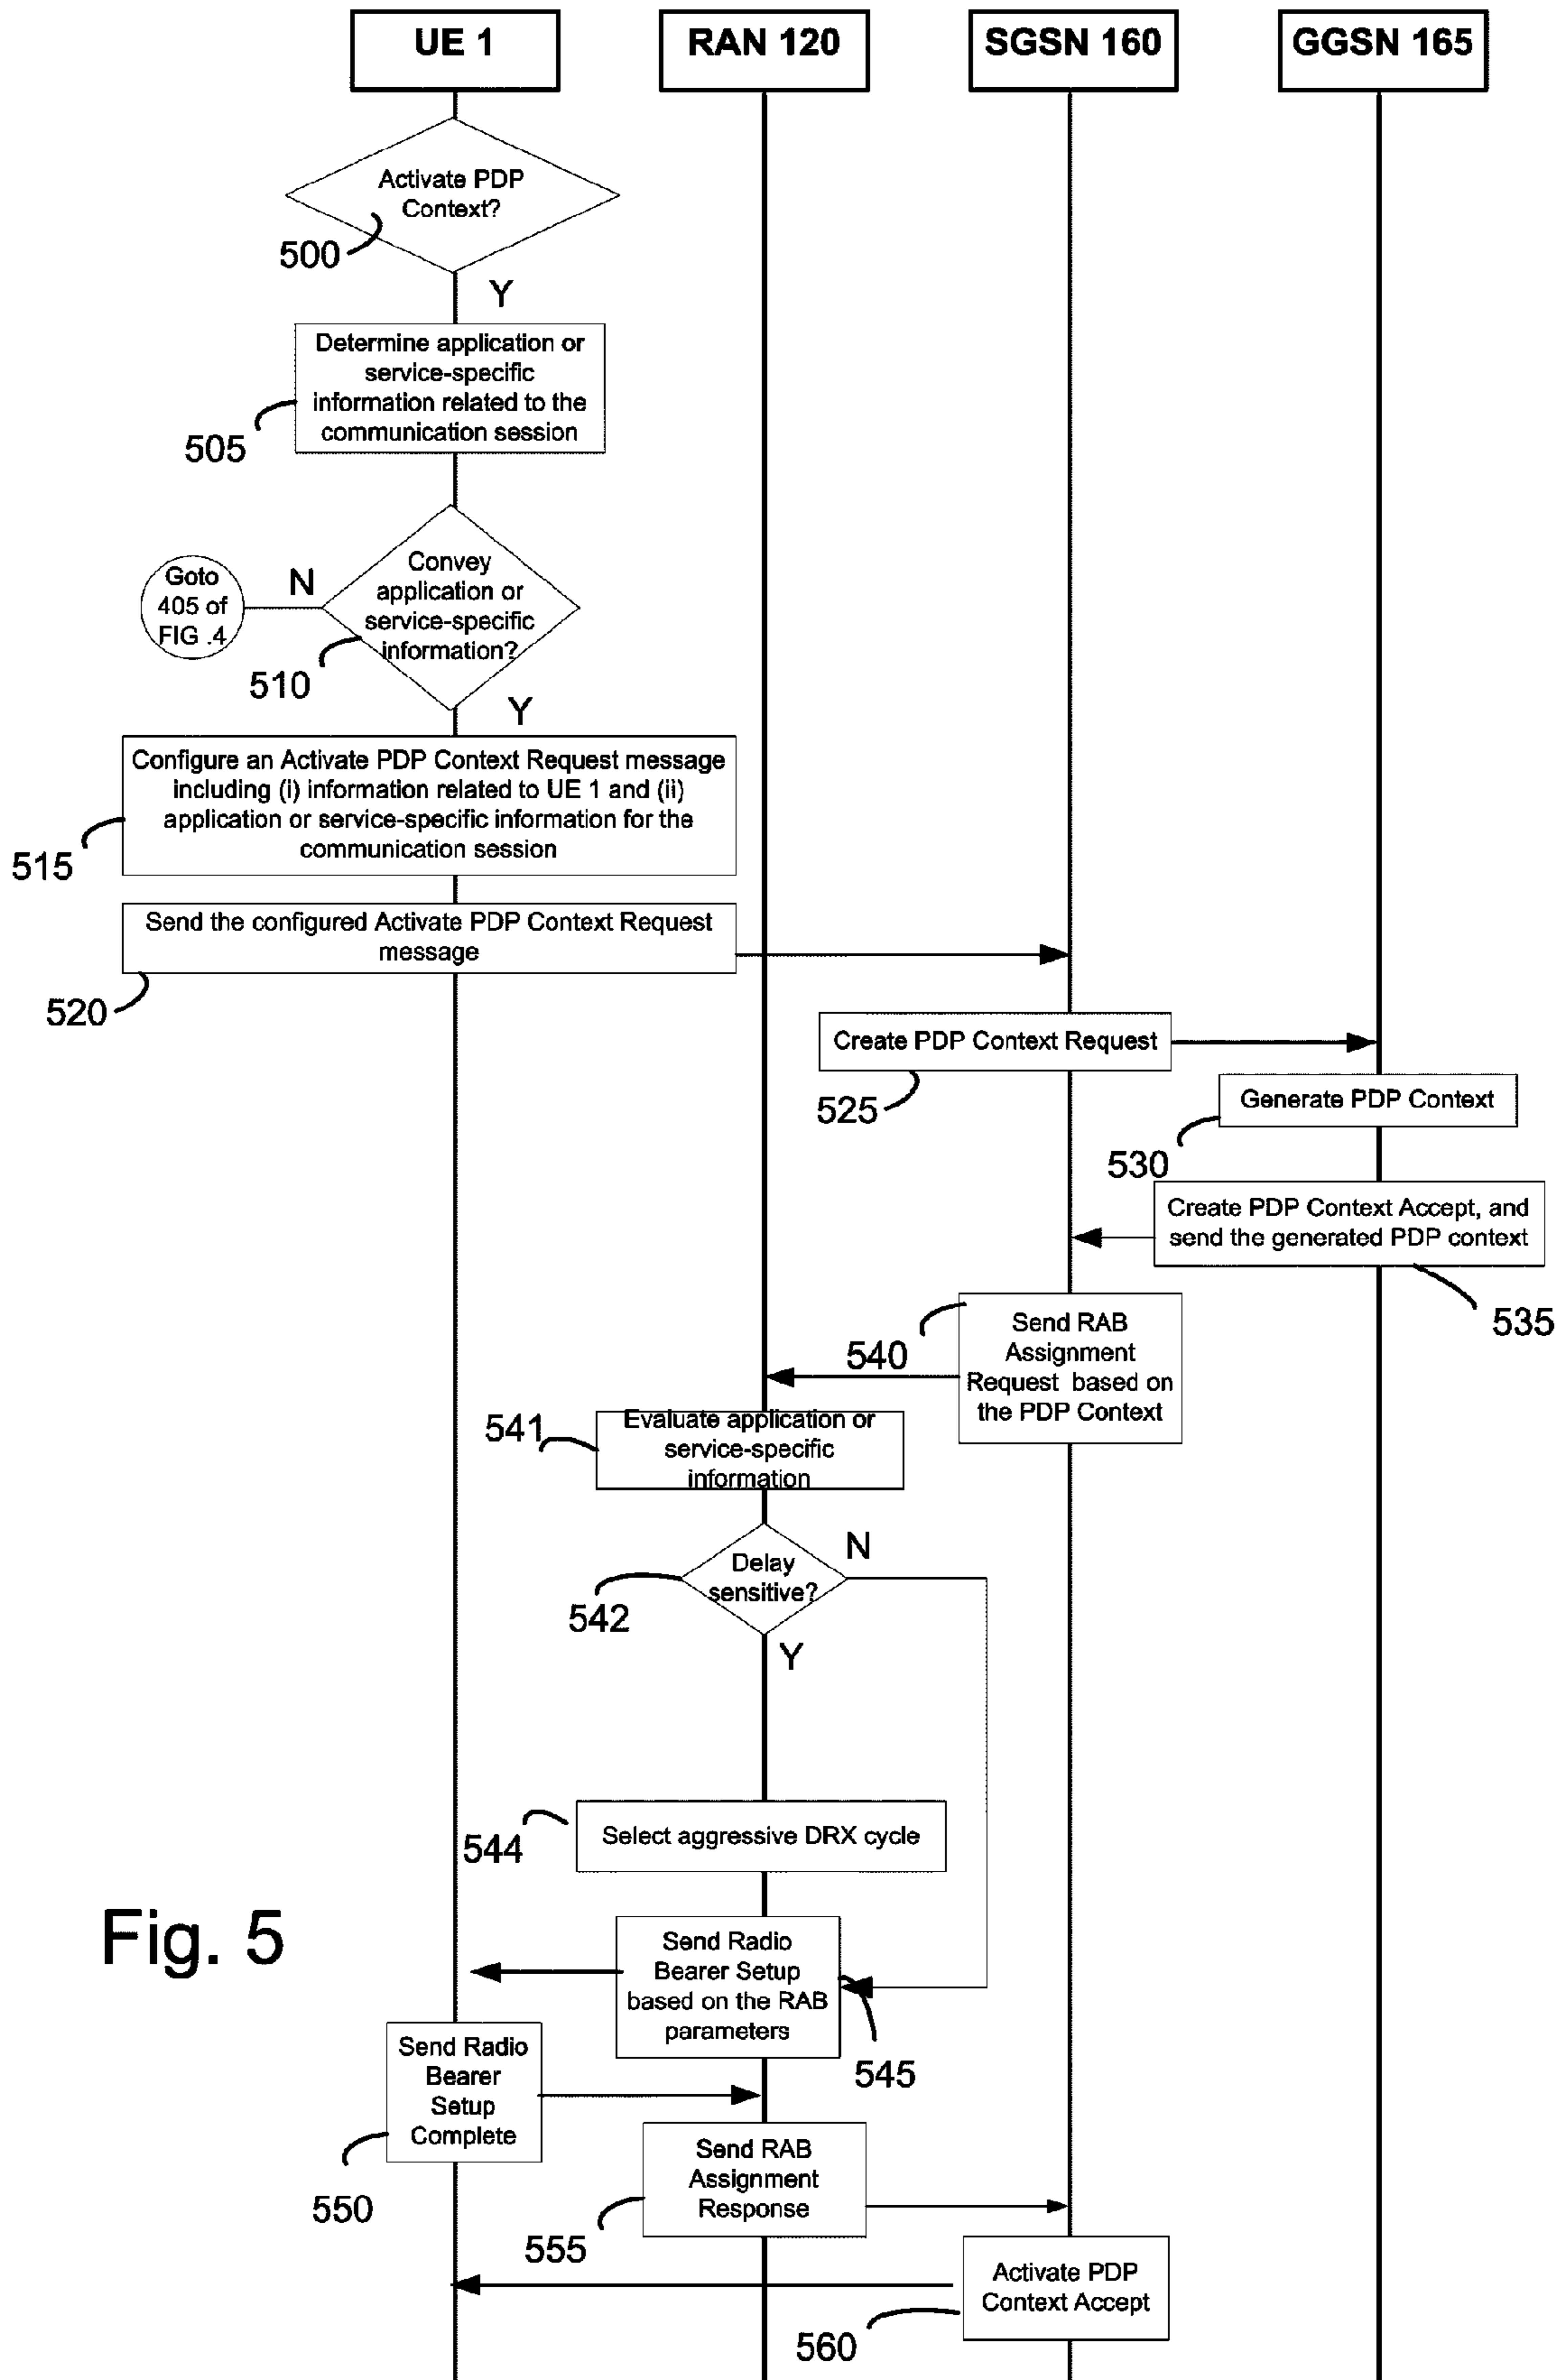 UE 1
RAN 120
SGSN 160
GGSN 165
Activate PDP
Context?
500
Y
Determine application or
service-specific
information related to the
communication session
505
Convey
application or
service-specific
information?
N
Goto
405 of
FIG .4
510
Y
Configure an Activate PDP Context Request message
including (i) information related to UE 1 and (ii)
application or service-specific information for the
communication session
515
Send the configured Activate PDP Context Request
message
520
Create PDP Context Request
525
Generate PDP Context
530
Create PDP Context Accept, and
send the generated PDP context
535
Send RAB
Assignment
Request based on
the PDP Context
540
541
Evaluate application or
service-specific
information
Delay
sensitive?
N
542
Y
544
Select aggressive DRX cycle
Fig. 5
Send Radio
Bearer Setup
based on the RAB
parameters
545
Send Radio
Bearer
Setup
Complete
550
Send RAB
Assignment
Response
555
Activate PDP
Context Accept
560